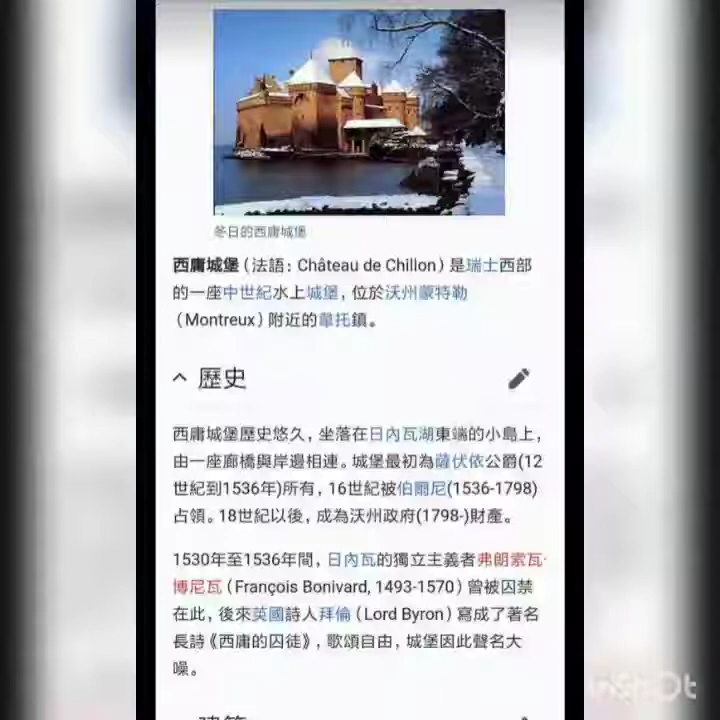 冬日的西庸城堡
西庸城堡（法語：Château de Chillon）是瑞士西部
的一座中世紀水上城堡，位於沃州蒙特勒
（Montreux）附近的韋托鎮。
歷史
西庸城堡歷史悠久，坐落在日內瓦湖東端的小島上，
由一座廊橋與岸邊相連。城堡最初為薩伏依公爵(12
世紀到1536年)所有，16世紀被伯爾尼(1536-1798)
占領。18世紀以後，成為沃州政府(1798-)財產。
1530年至1536年間，日內瓦的獨立主義者弗朗索瓦·
博尼瓦（François Bonivard, 1493-1570）曾被囚禁
在此，後來英國詩人拜倫（Lord Byron）寫成了著名
長詩《西庸的囚徒》，歌頌自由，城堡因此聲名大
噪。
InShOt